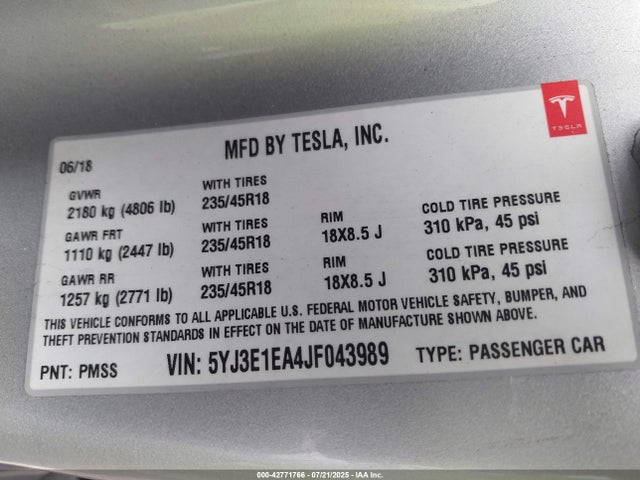 MFD BY TESLA, INC.
TESLA
06/18
GVWR WITH TIRES
2180 kg (4806 lb) 235/45R18
GAWR FRT WITH TIRES RIM COLD TIRE PRESSURE
1110 kg (2447 lb) 235/45R18 18X8.5 J 310 kPa, 45 psi
GAWR RR WITH TIRES RIM COLD TIRE PRESSURE
1257 kg (2771 lb) 235/45R18 18X8.5 J 310 kPa, 45 psi
THIS VEHICLE CONFORMS TO ALL APPLICABLE U.S. FEDERAL MOTOR VEHICLE SAFETY, BUMPER, AND
THEFT PREVENTION STANDARDS IN EFFECT ON THE DATE OF MANUFACTURE SHOWN ABOVE.
PNT: PMSS VIN: 5YJ3E1EA4JF043989 TYPE: PASSENGER CAR
000-42771766 - 07/21/2025 - IAA Inc.